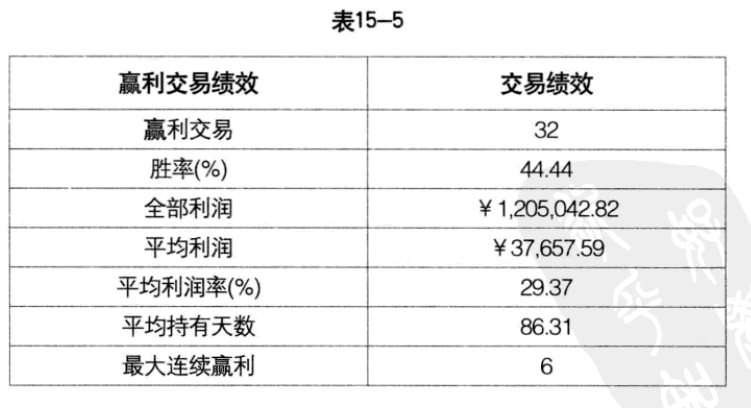 表15—5
赢利交易绩效 交易绩效
赢利交易 32
胜率(%) 44.44
全部利润 ¥1,205,042.82
平均利润 ¥37,657.59
平均利润率(%) 29.37
平均持有天数 86.31
最大连续赢利 6